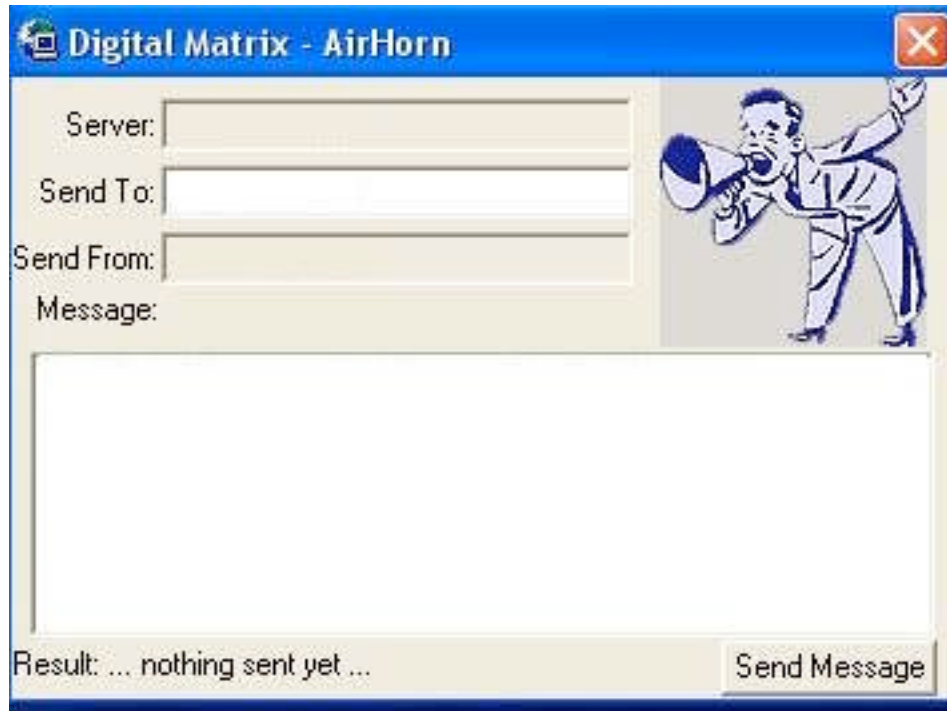 Digital Matrix - AirHorn
Server:
Send To:
Send From:
Message:
Result: ... nothing sent yet ...
Send Message